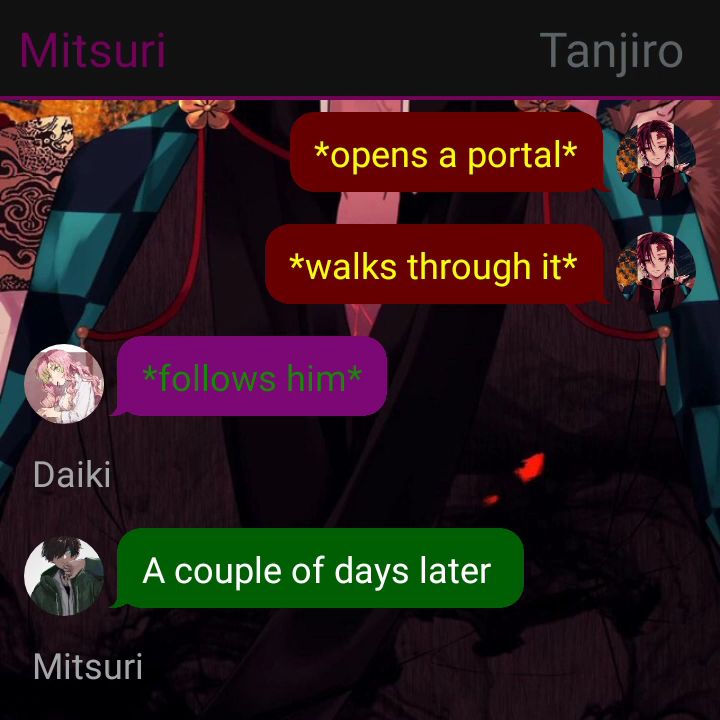 Mitsuri
Tanjiro
*opens a portal*
*walks through it*
*follows him*
Daiki
A couple of days later
Mitsuri